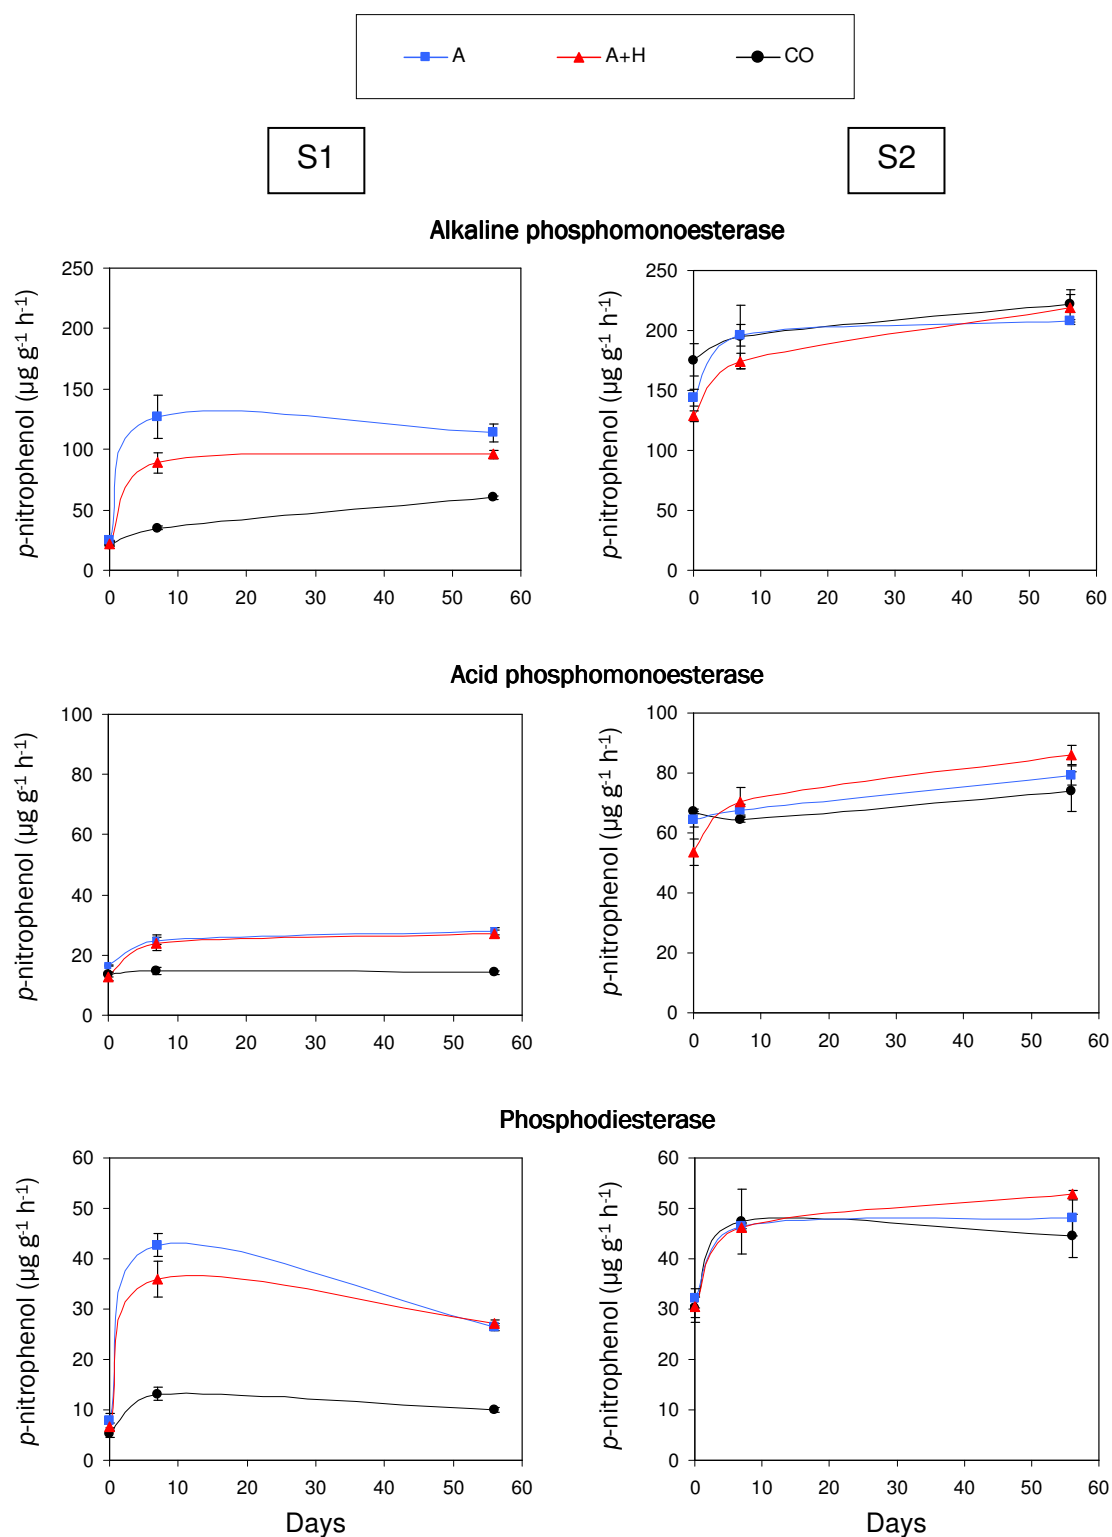 A A+H CO
S1 S2
Alkaline phosphomonoesterase
p-nitrophenol (µg g⁻¹ h⁻¹) p-nitrophenol (µg g⁻¹ h⁻¹)
250 250
200 200
150 150
100 100
50 50
0 0
0 10 20 30 40 50 60 0 10 20 30 40 50 60
Acid phosphomonoesterase
p-nitrophenol (µg g⁻¹ h⁻¹) p-nitrophenol (µg g⁻¹ h⁻¹)
100 100
80 80
60 60
40 40
20 20
0 0
0 10 20 30 40 50 60 0 10 20 30 40 50 60
Phosphodiesterase
p-nitrophenol (µg g⁻¹ h⁻¹) p-nitrophenol (µg g⁻¹ h⁻¹)
60 60
50 50
40 40
30 30
20 20
10 10
0 0
0 10 20 30 40 50 60 0 10 20 30 40 50 60
Days Days